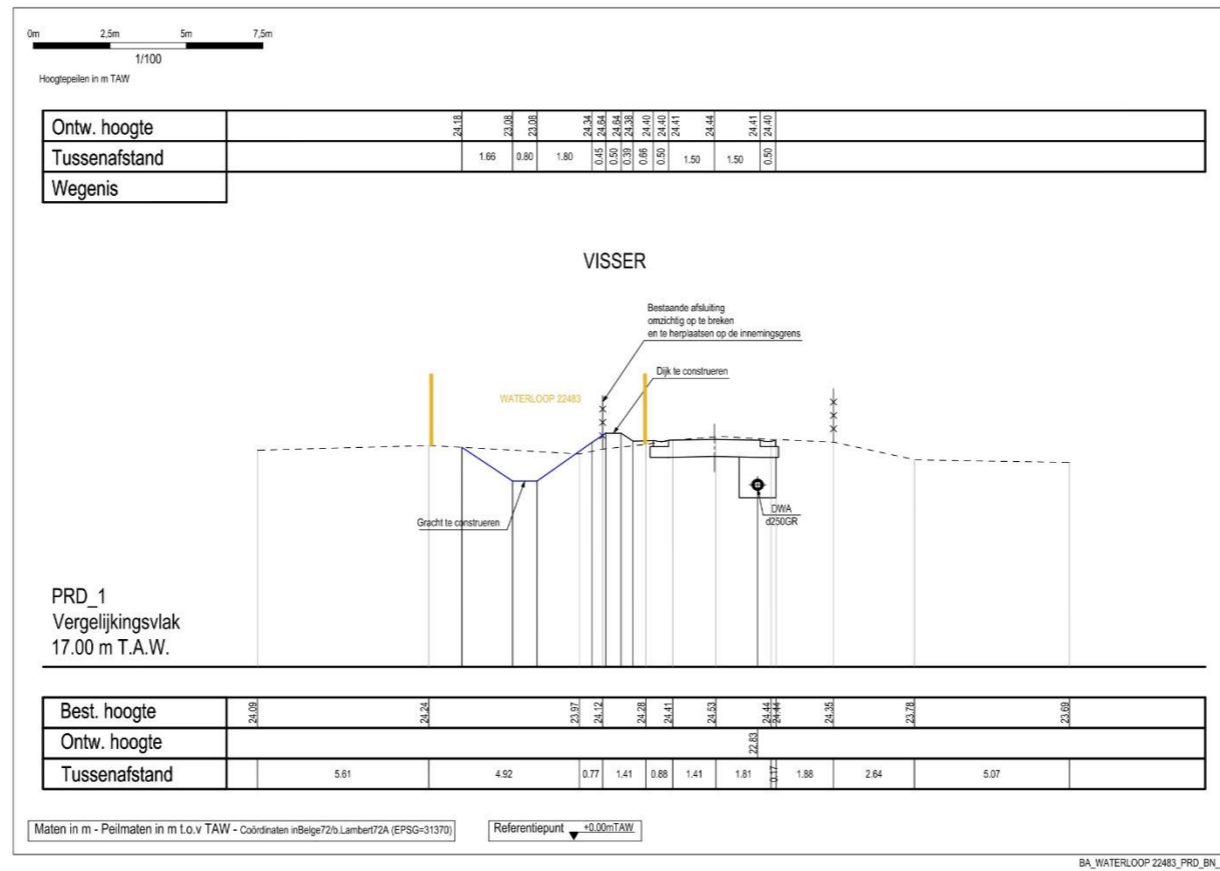 0m 2,5m 5m 7,5m
1/100
Hoogtepeilen in m TAW
Ontw. hoogte 24.18 23.08 23.08 24.34 24.64 24.64 24.38 24.40 24.40 24.41 24.44 24.41 24.40
Tussenafstand 1.66 0.80 1.80 0.45 0.50 0.39 0.66 0.50 1.50 1.50 0.50
Wegenis
VISSER
Bestaande afsluiting
omzichtig op te breken
en te herplaatsen op de innemingsgrens
Dijk te construeren
WATERLOOP 22483
Gracht te construeren
DWA
d250GR
PRD_1
Vergelijkingsvlak
17.00 m T.A.W.
Best. hoogte 24.09 24.24 23.97 24.12 24.28 24.41 24.53 24.44 24.44 24.35 23.78 23.69
Ontw. hoogte 22.83
Tussenafstand 5.61 4.92 0.77 1.41 0.88 1.41 1.81 0.17 1.88 2.64 5.07
Maten in m - Peilmaten in m t.o.v TAW - Coördinaten inBelge72/b.Lambert72A (EPSG=31370)
Referentiepunt +0.00mTAW
BA_WATERLOOP 22483_PRD_BN_